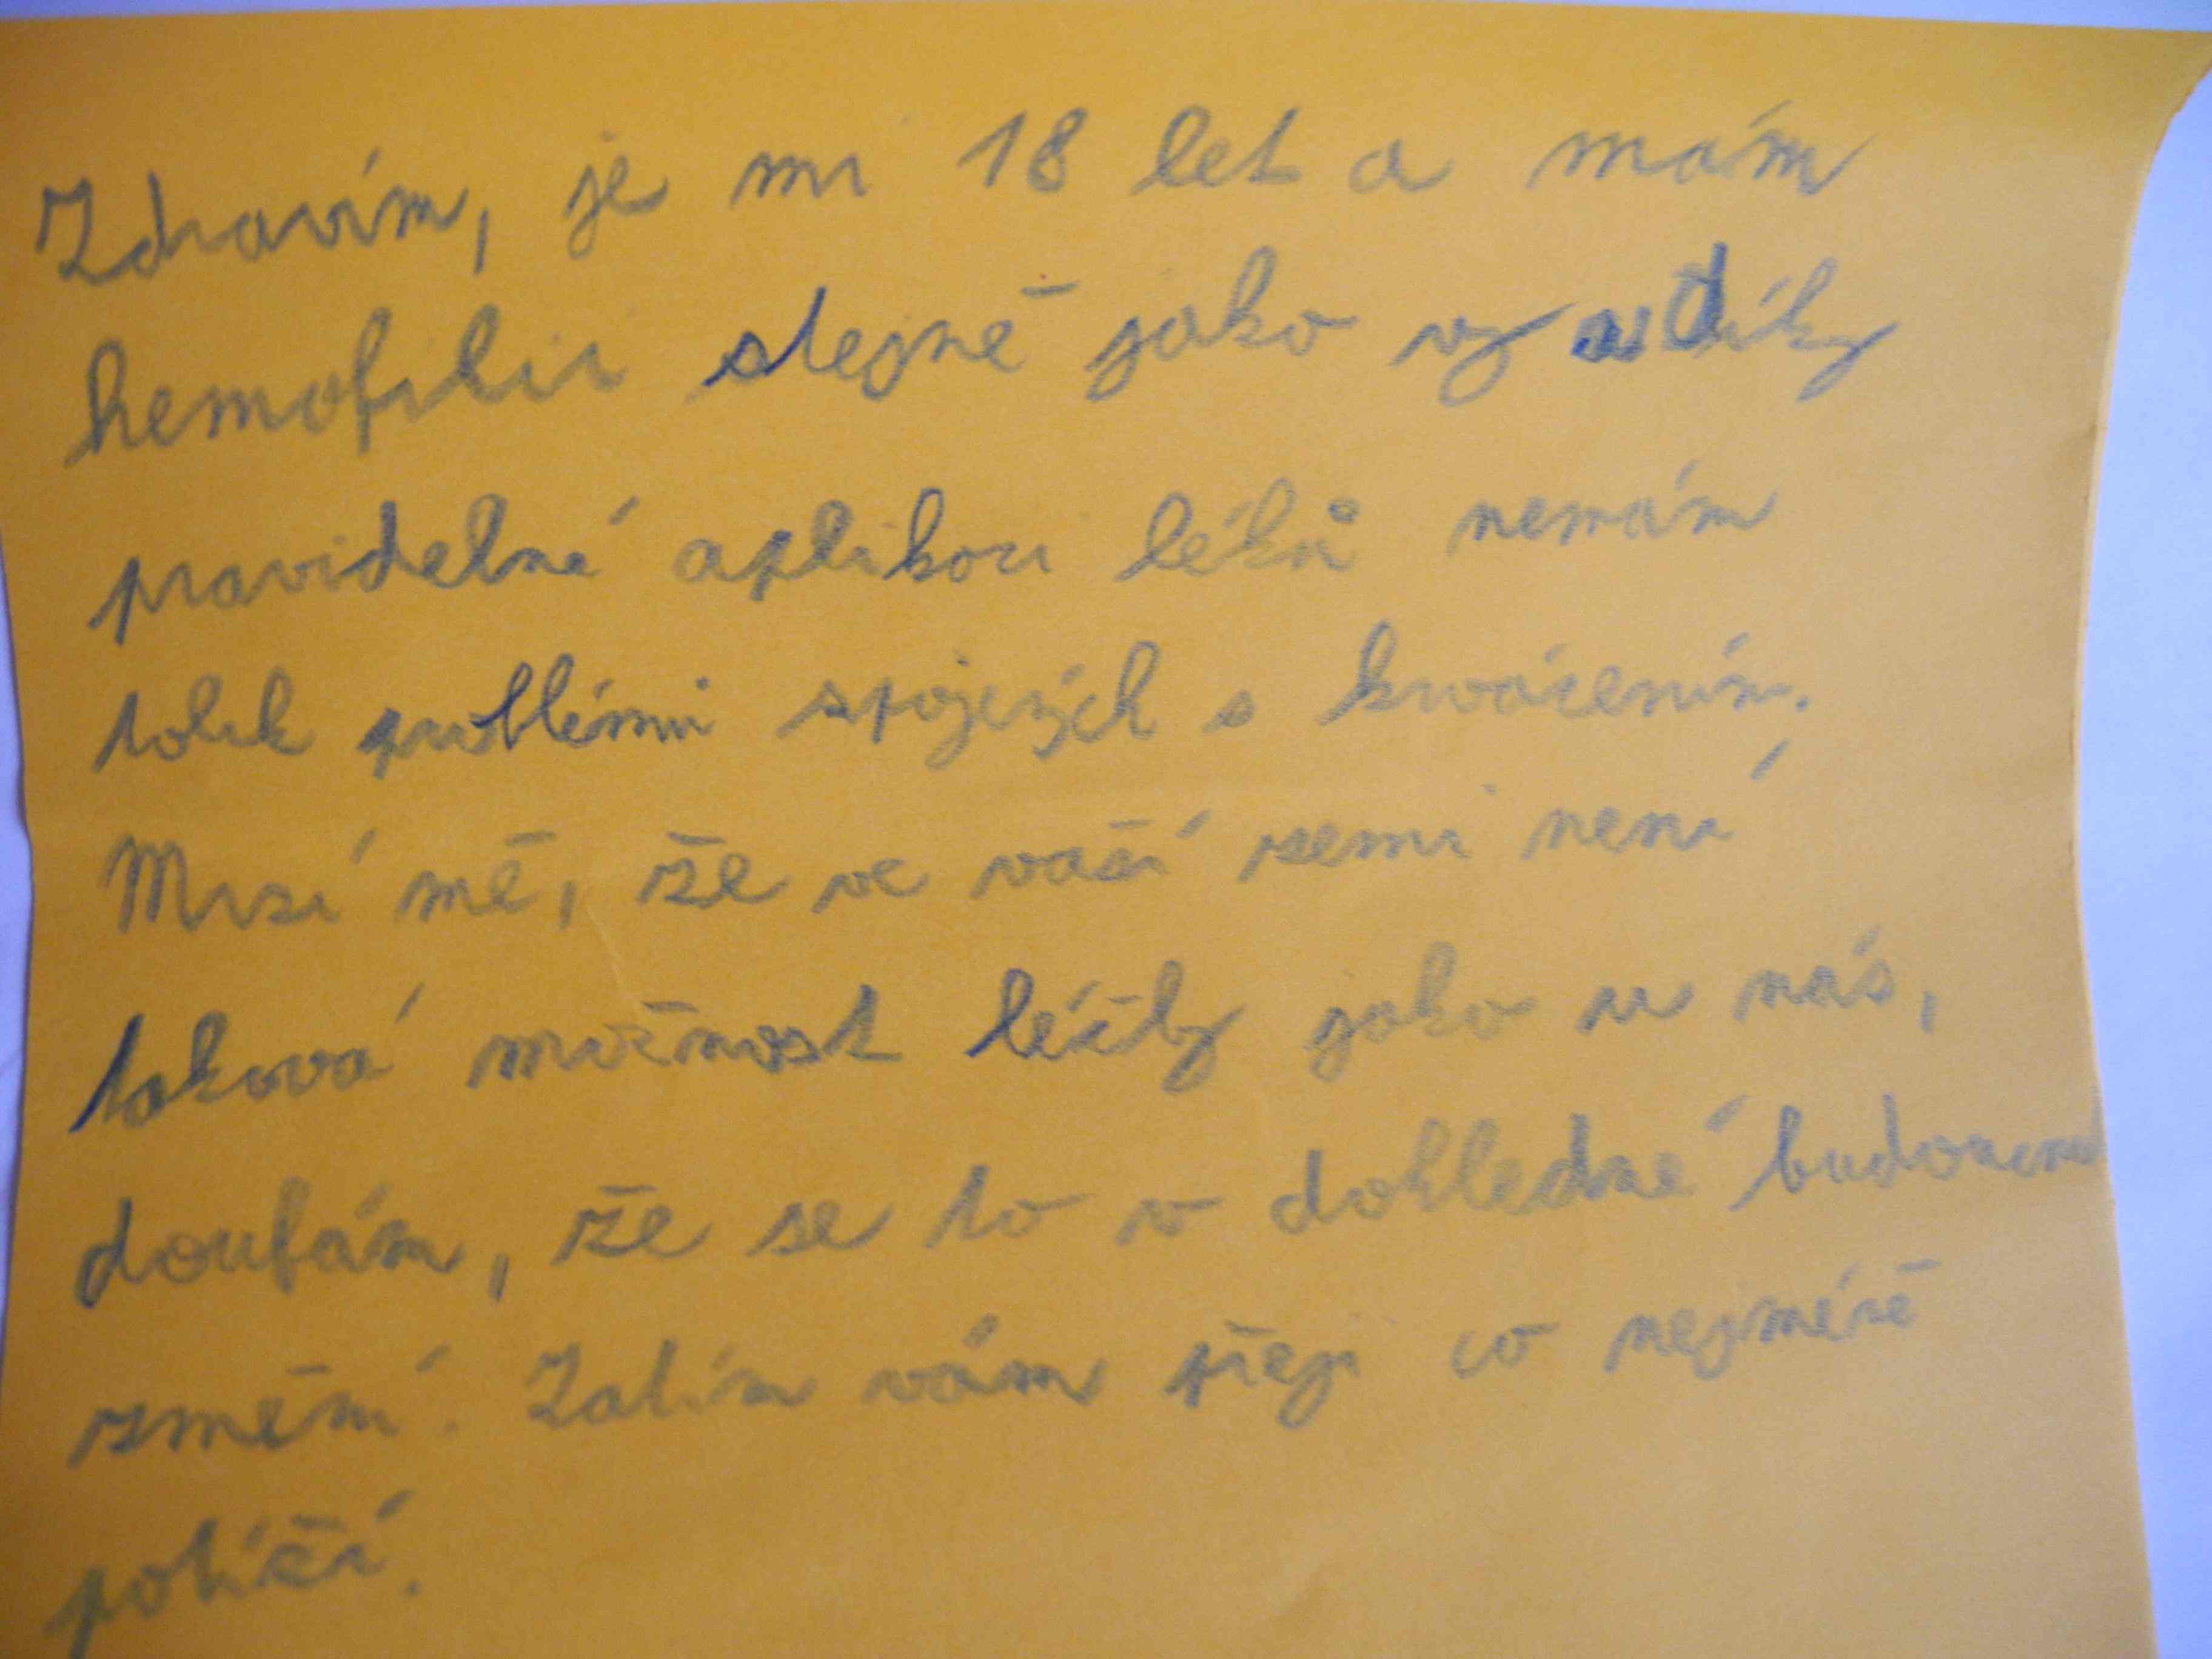 Zdravím, je mi 18 let a mám
hemofilii stejně jako vy a díky
pravidelné aplikaci léků nemám
tolik problémů spojených s krvácením.
Mrzí mě, že ve vaší zemi není
taková možnost léčby jako u nás,
doufám, že se to v dohledné budoucnu
změní. Zatím vám přeji co nejméně
potíží.